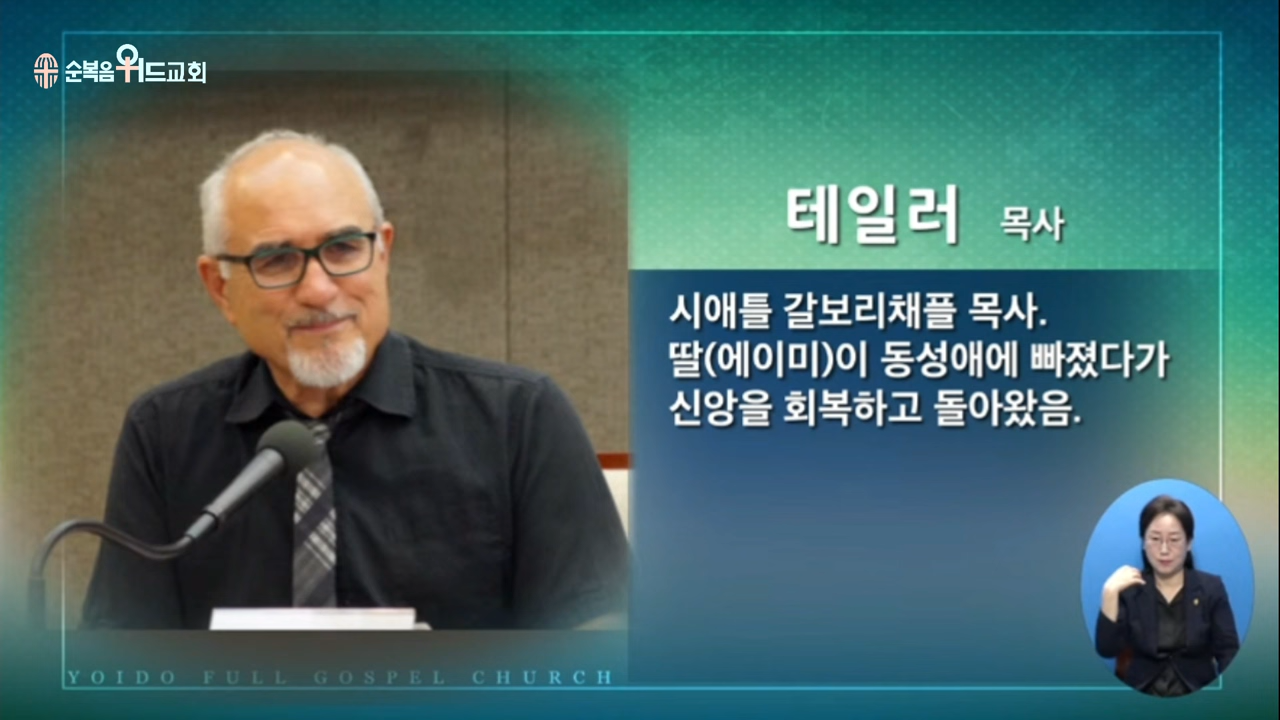 순복음위드교회
테일러 목사
시애틀 갈보리채플 목사.
딸(에이미)이 동성애에 빠졌다가
신앙을 회복하고 돌아왔음.
YOIDO FULL GOSPEL CHURCH